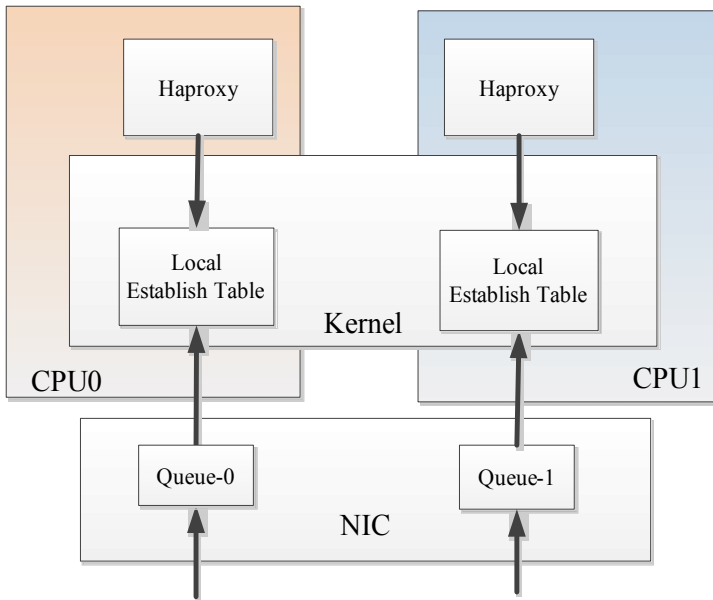 Haproxy
Haproxy
Local
Establish Table
Local
Establish Table
Kernel
CPU0
CPU1
Queue-0
Queue-1
NIC